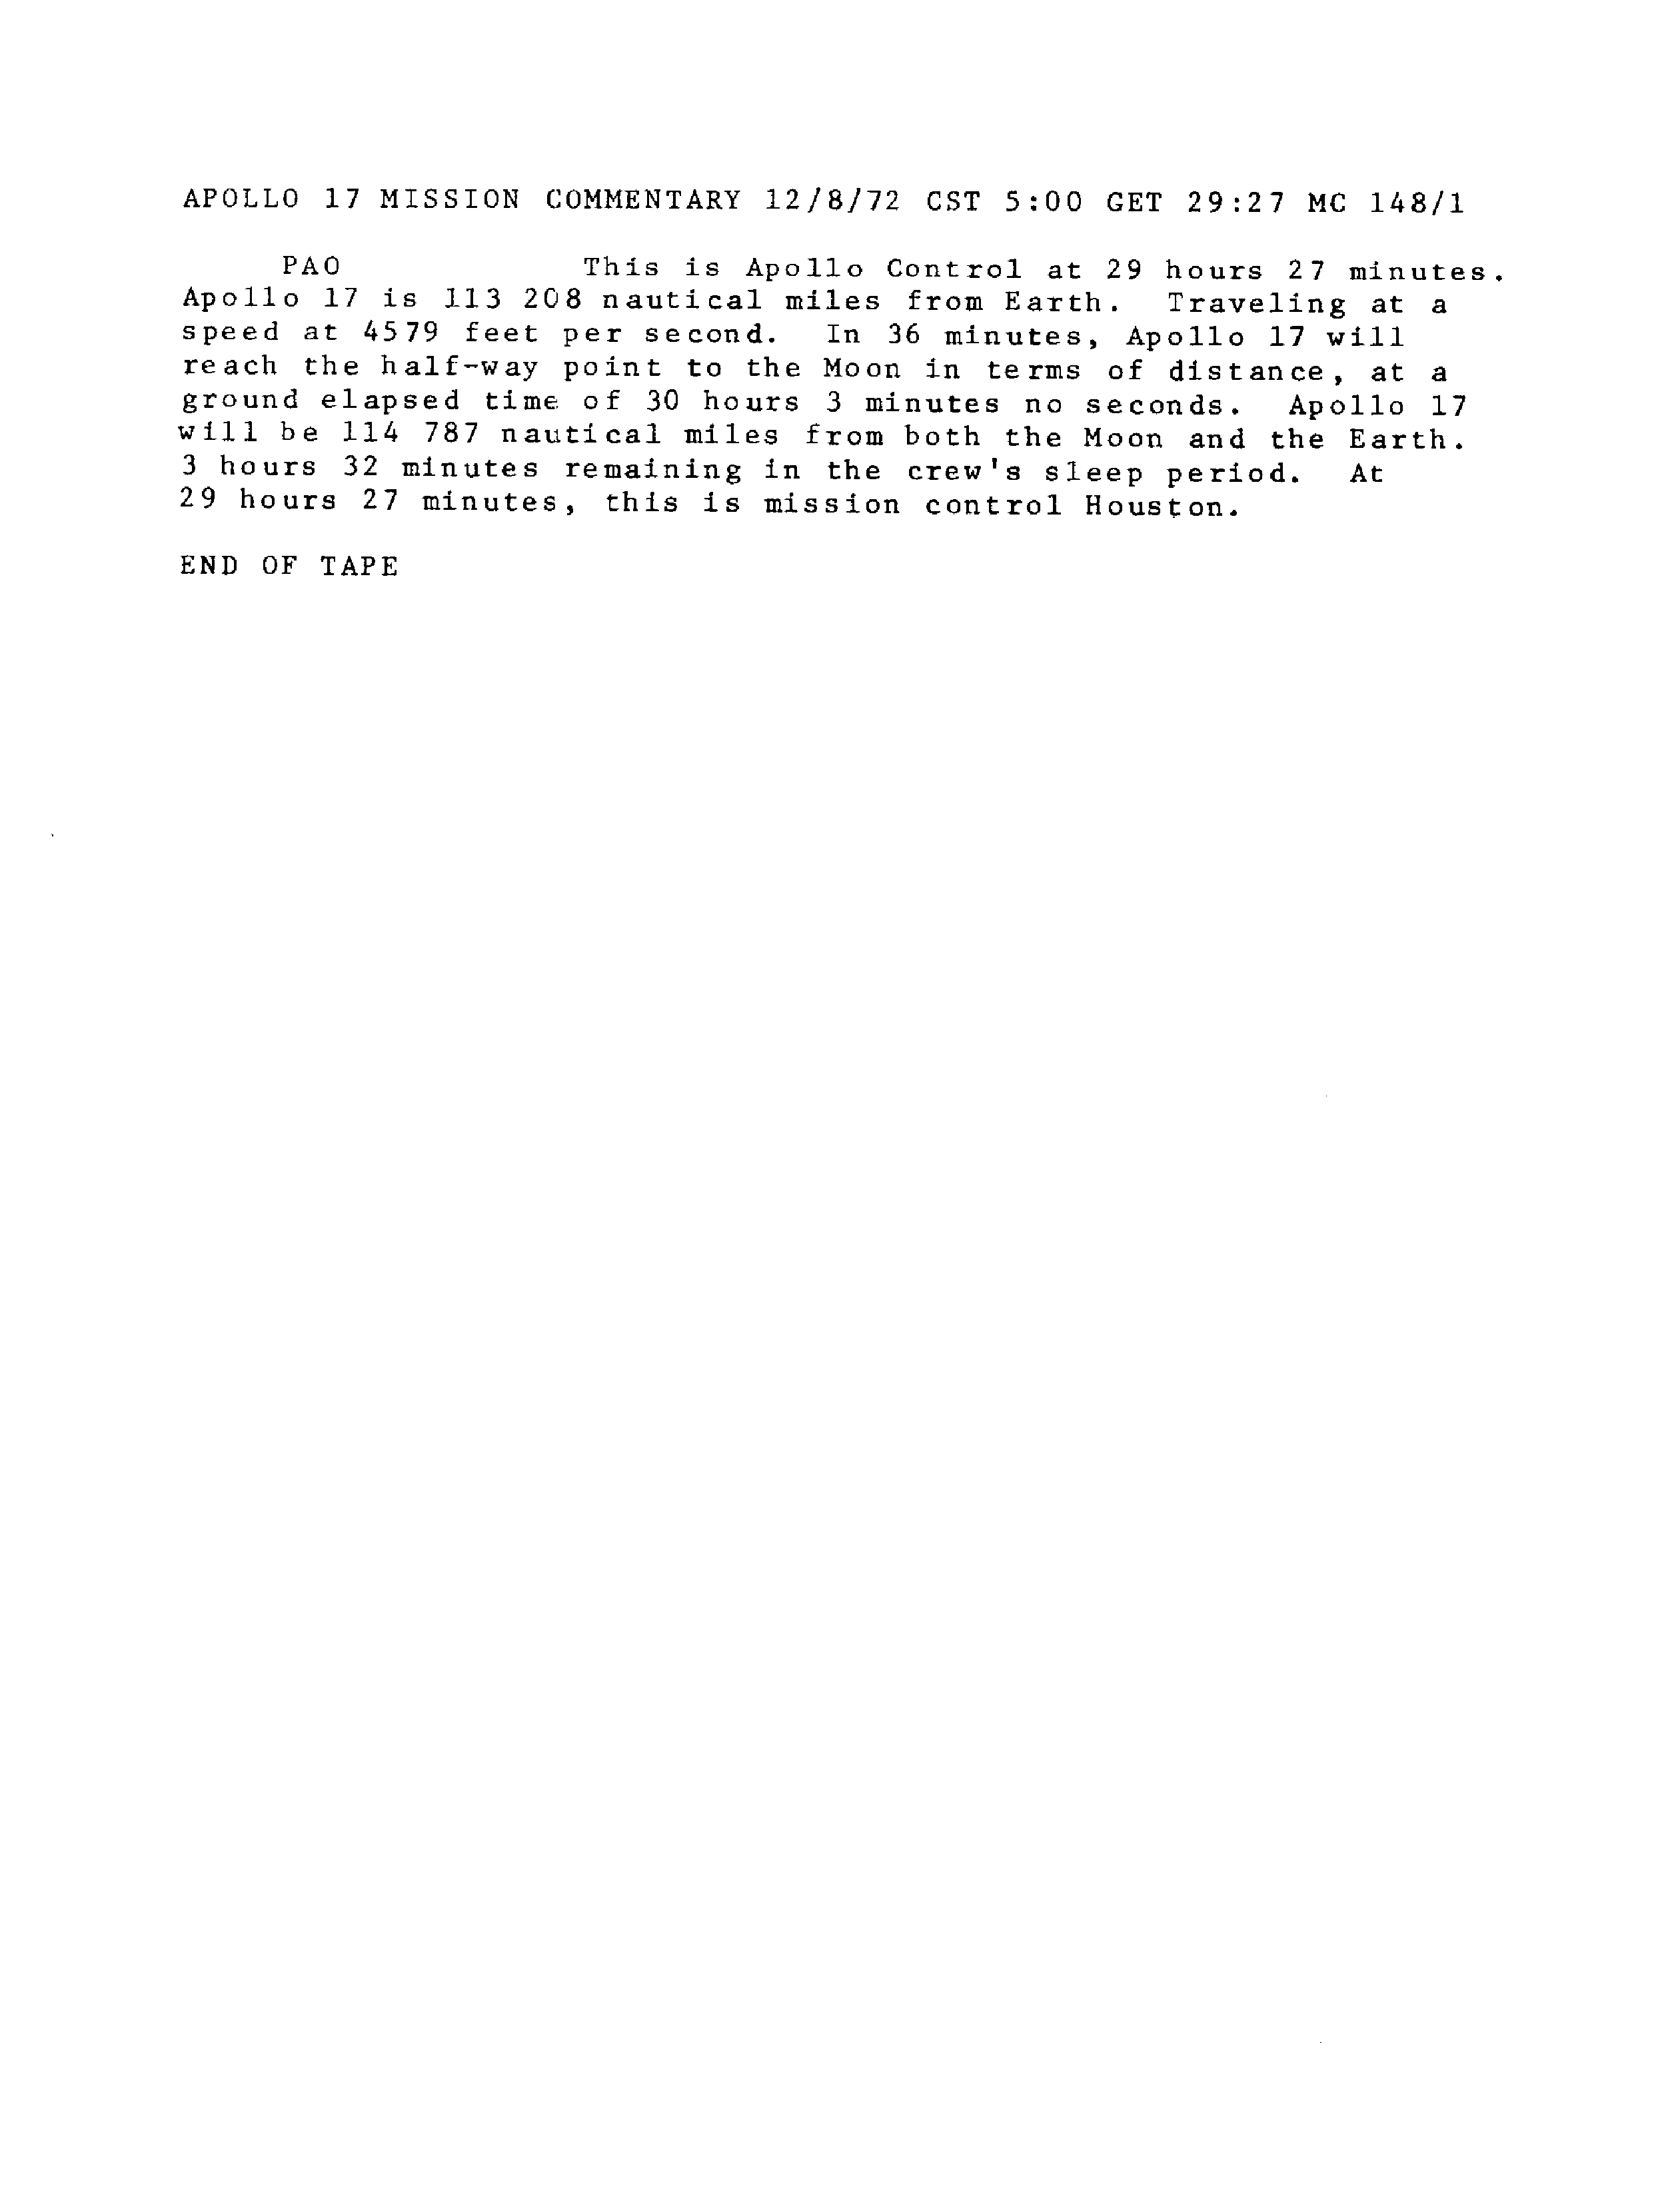 APOLLO 17 MISSION COMMENTARY 12/8/72 CST 5:00 GET 29:27 MC 148/1
PAO This is Apollo Control at 29 hours 27 minutes.
Apollo 17 is 113 208 nautical miles from Earth. Traveling at a
speed at 4579 feet per second. In 36 minutes, Apollo 17 will
reach the half-way point to the Moon in terms of distance, at a
ground elapsed time of 30 hours 3 minutes no seconds. Apollo 17
will be 114 787 nautical miles from both the Moon and the Earth.
3 hours 32 minutes remaining in the crew's sleep period. At
29 hours 27 minutes, this is mission control Houston.
END OF TAPE